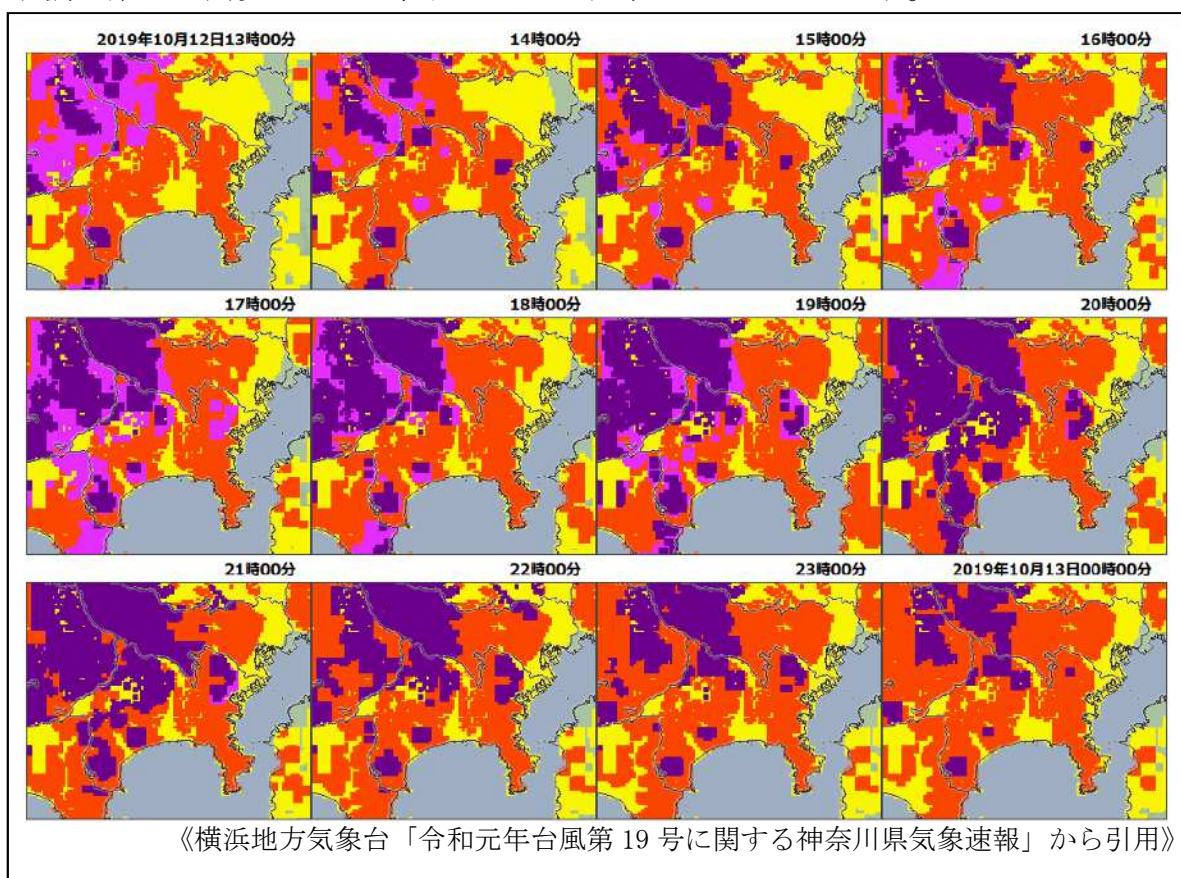 2019年10月12日13時00分
14時00分
15時00分
16時00分
17時00分
18時00分
19時00分
20時00分
21時00分
22時00分
23時00分
2019年10月13日00時00分
《横浜地方気象台「令和元年台風第 19 号に関する神奈川県気象速報」から引用》